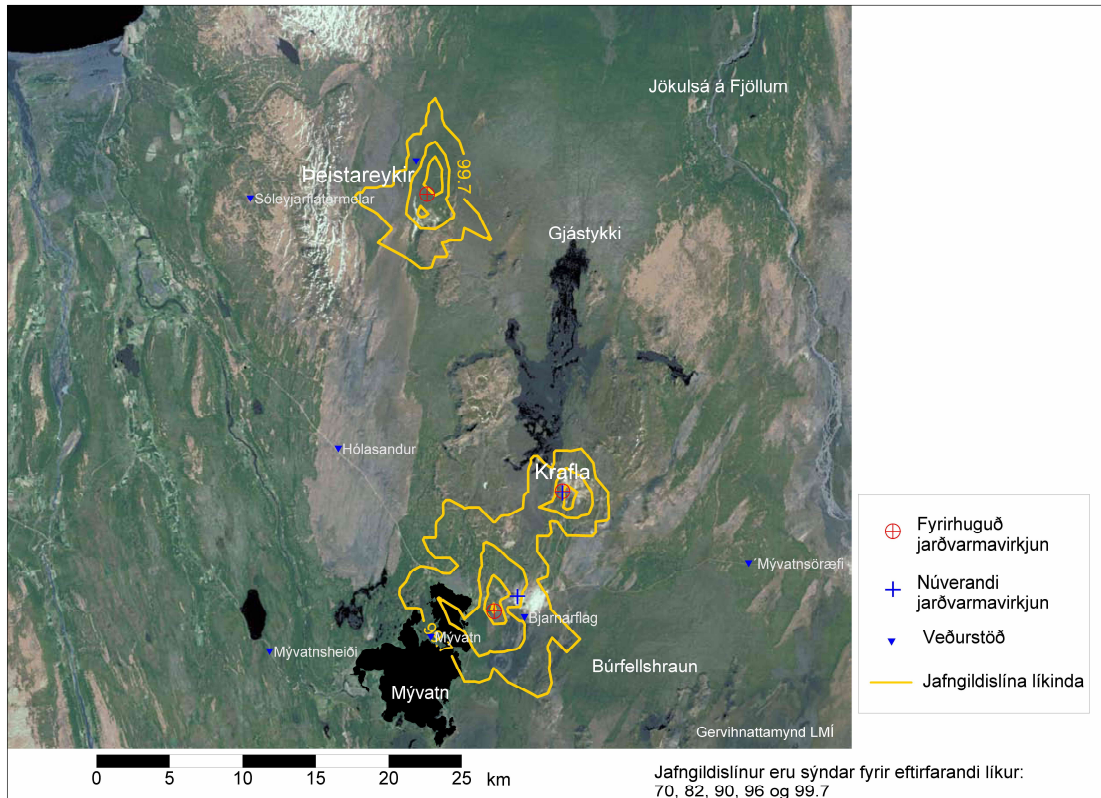 Jökulsá á Fjöllum
99.7
Þeistareykir
Sóleyjarflatarmelar
Gjástykki
Hólasandur
Krafla
Mývatnsöræfi
Bjarnarflag
Mývatn
Mývatnsheiði
Búrfellshraun
Mývatn
Gervihnattamynd LMÍ
Fyrirhuguð
jarðvarmavirkjun
Núverandi
jarðvarmavirkjun
Veðurstöð
Jafngildislína líkinda
0 5 10 15 20 25 km
Jafngildislínur eru sýndar fyrir eftirfarandi líkur:
70, 82, 90, 96 og 99.7